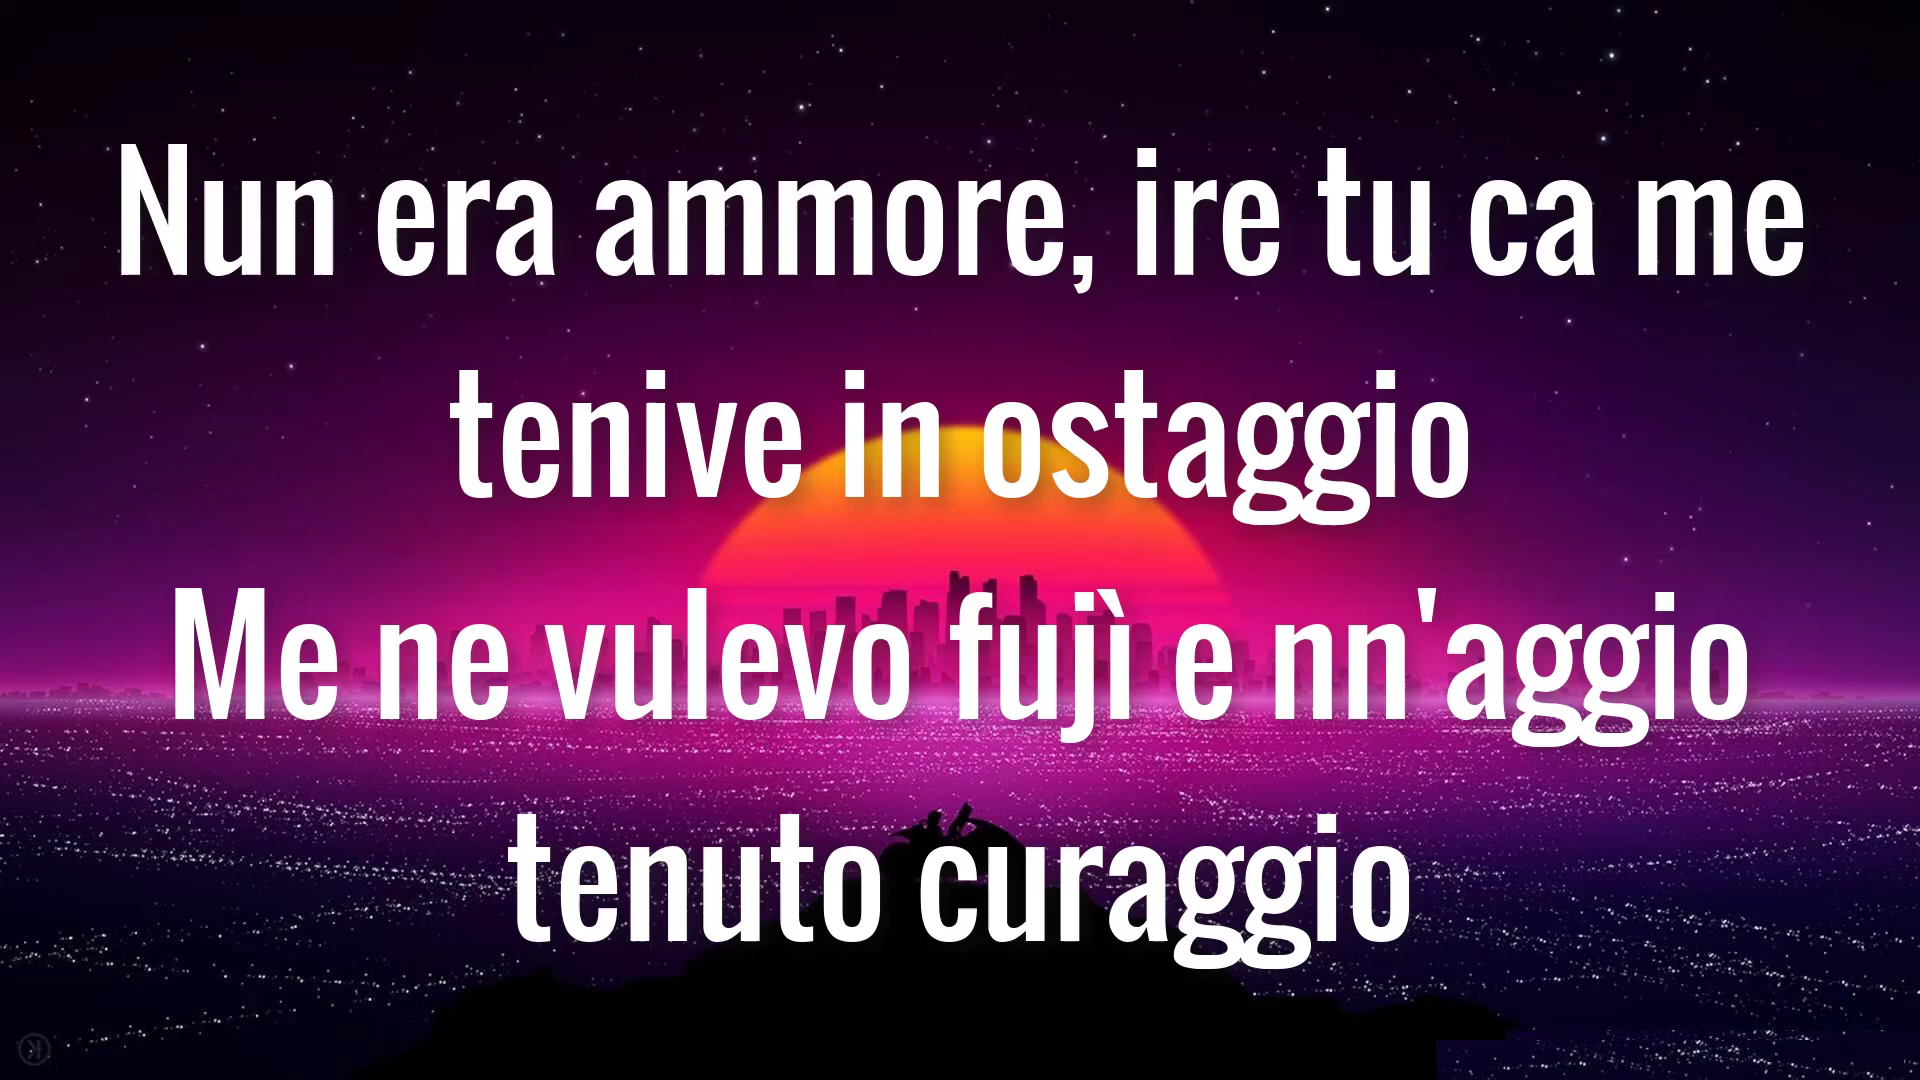 Nun era ammore, ire tu ca me
tenive in ostaggio
Me ne vulevo fujì e nn'aggio
tenuto curaggio